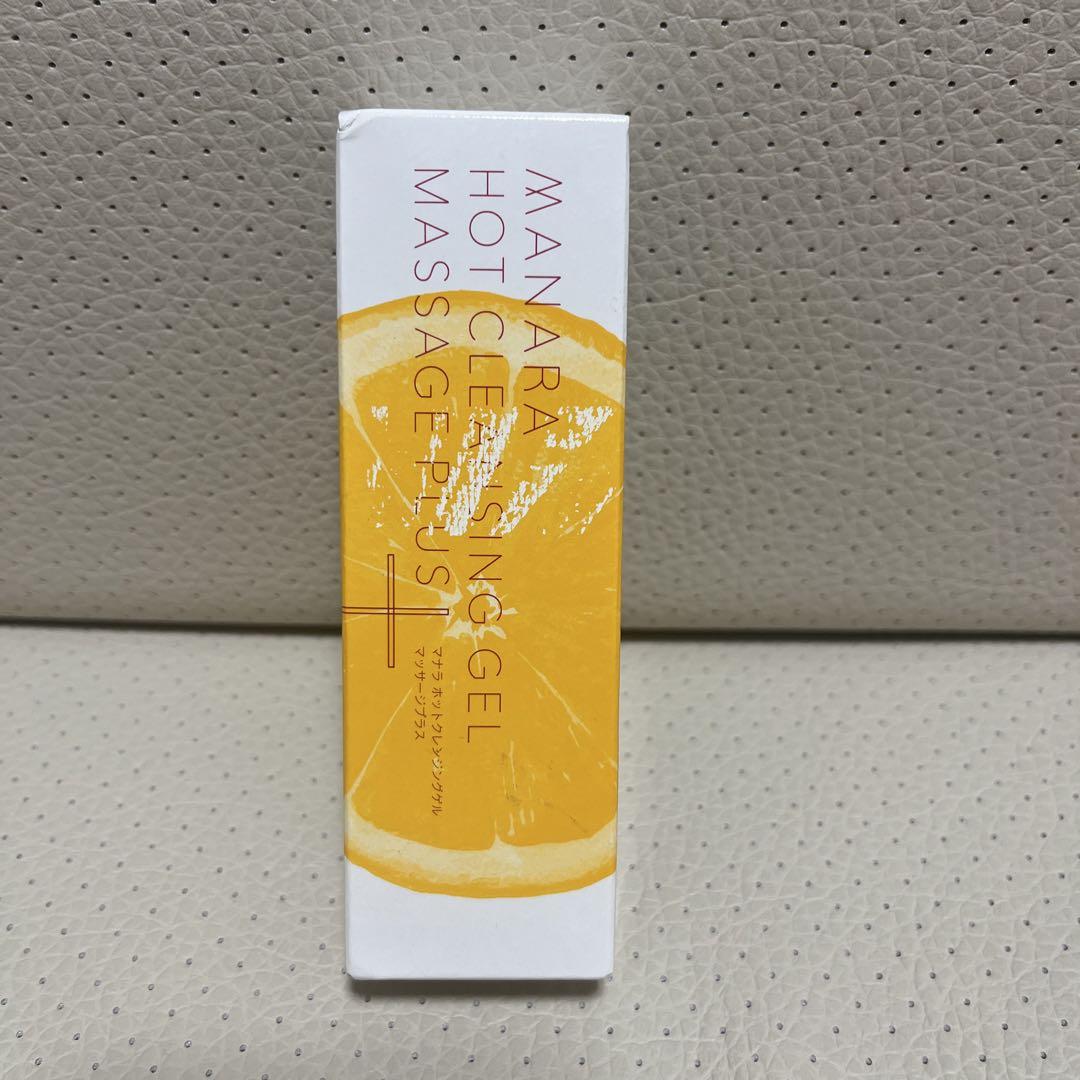 MANARA
HOT CLEANSING GEL
MASSAGE PLUS
マナラ ホットクレンジングゲル
マッサージプラス